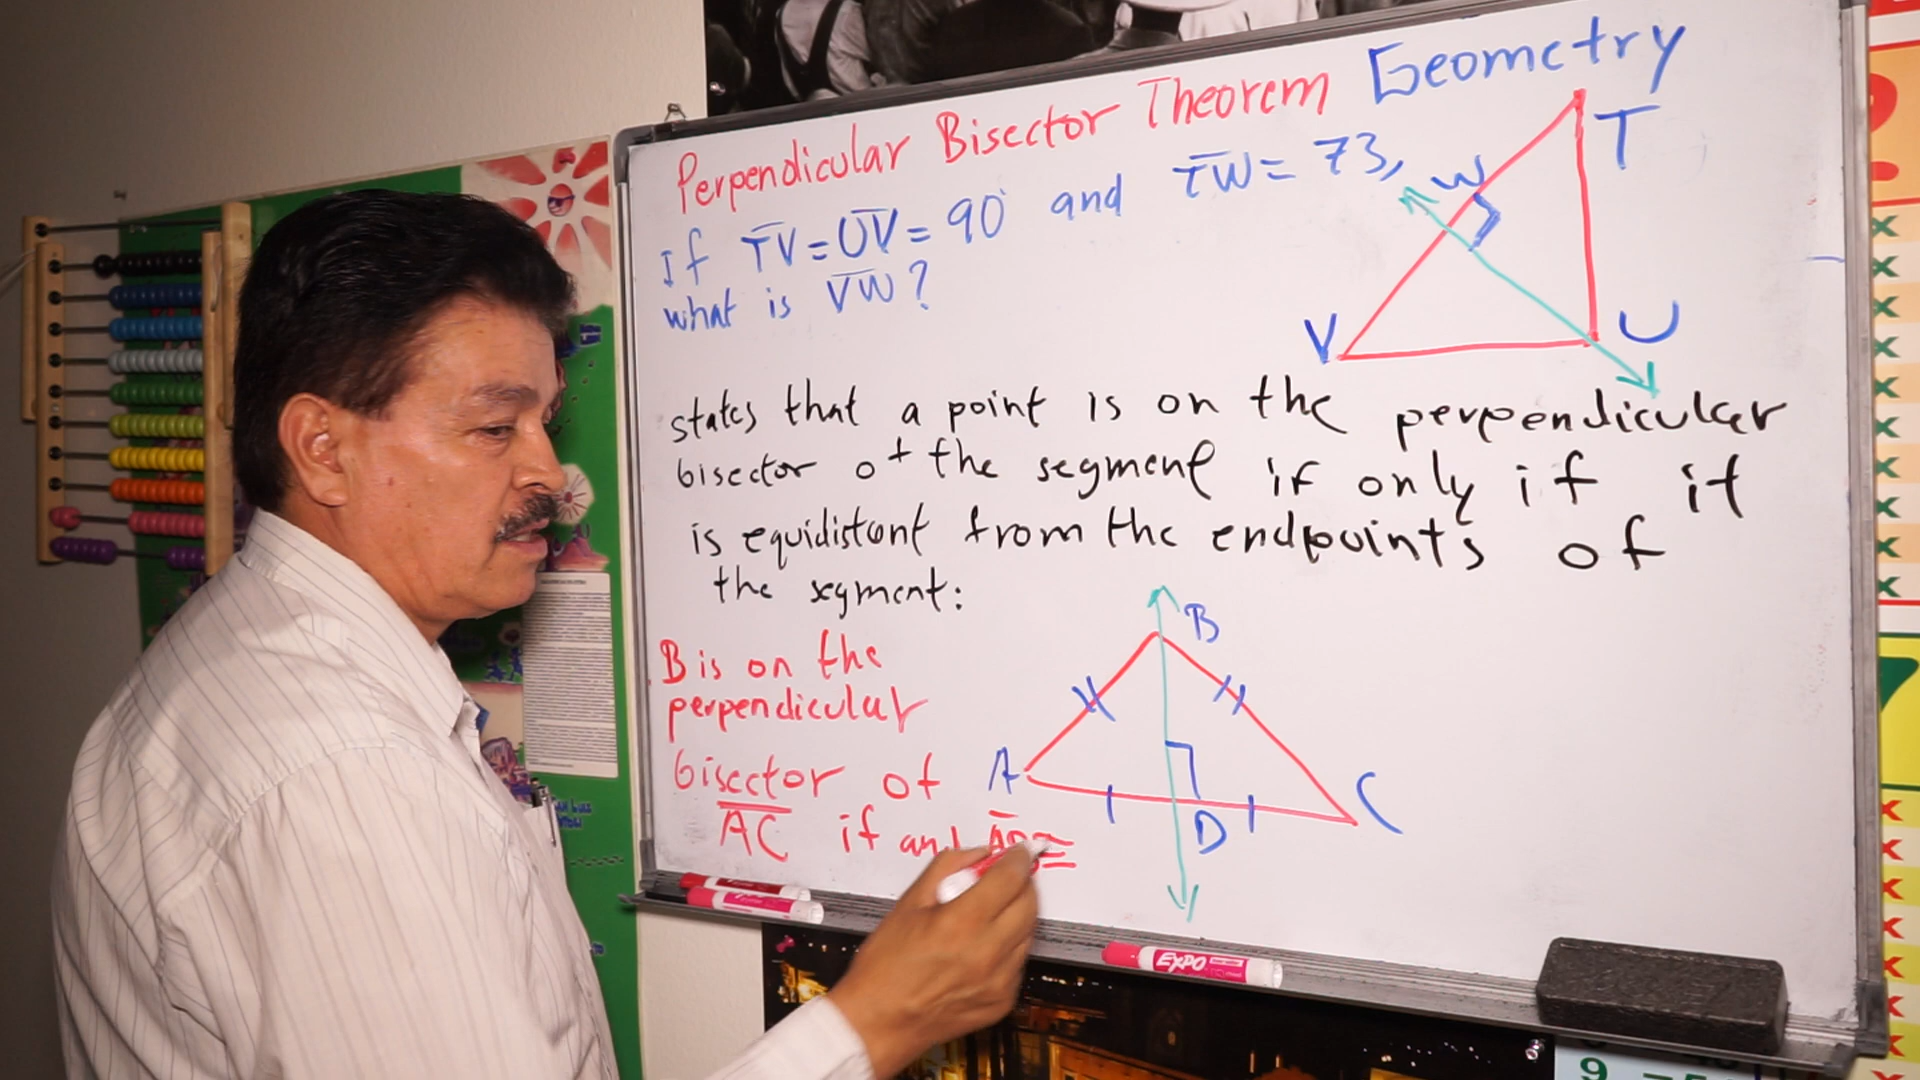 Perpendicular Bisector Theorem Geometry
If TV = UV = 90° and TW = 73,
what is VW?
W
T
V
U
states that a point is on the perpendicular
bisector of the segment if only if it
is equidistant from the endpoints of
the segment:
B is on the
perpendicular
bisector of
AC if and
A
B
C
D
EXPO
9